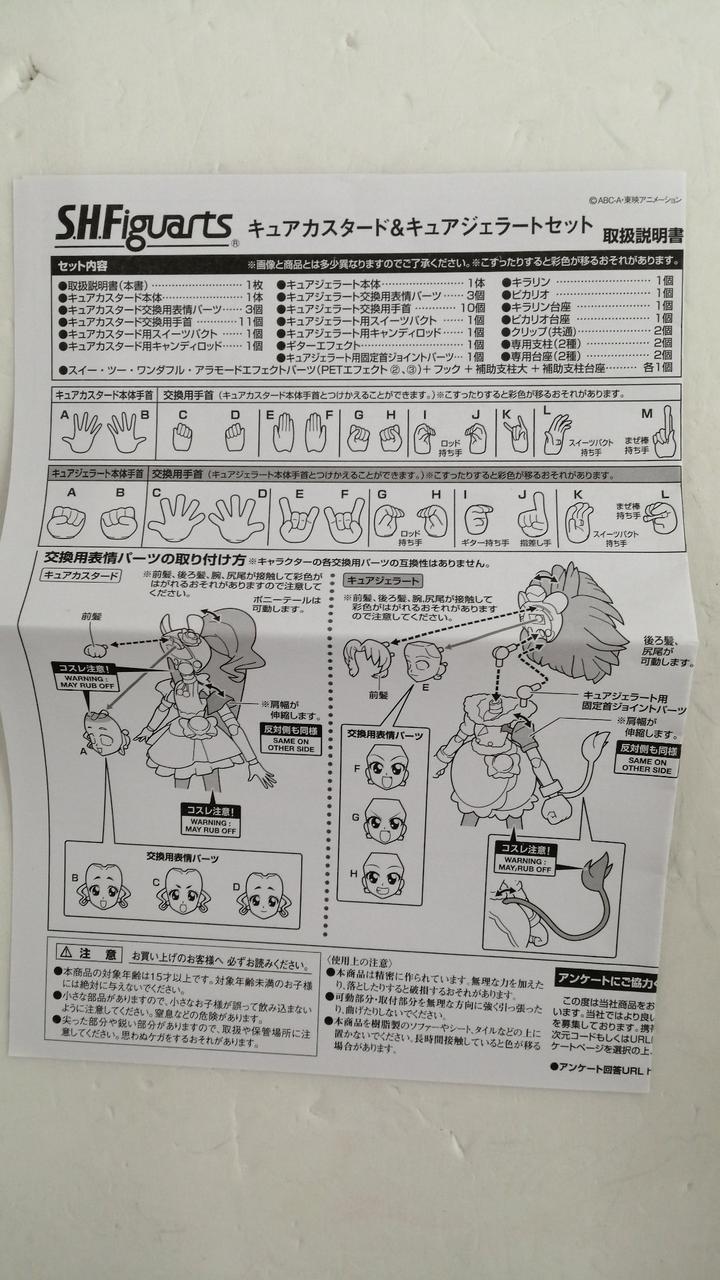 ©ABC-A・東映アニメーション
S.H.Figuarts® キュアカスタード&キュアジェラートセット 取扱説明書
セット内容 ※画像と商品とは多少異なりますのでご了承ください。※こすったりすると彩色が移るおそれがあります。
●取扱説明書(本書)………1枚
●キュアカスタード本体………1体
●キュアカスタード交換用表情パーツ……3個
●キュアカスタード交換用手首………11個
●キュアカスタード用スイーツパクト……1個
●キュアカスタード用キャンディロッド……1個
●キュアジェラート本体………1体
●キュアジェラート交換用表情パーツ……3個
●キュアジェラート交換用手首………10個
●キュアジェラート用スイーツパクト……1個
●キュアジェラート用キャンディロッド……1個
●ギターエフェクト………1個
●キュアジェラート用固定首ジョイントパーツ…1個
●キラリン………1個
●ピカリオ………1個
●キラリン台座………1個
●ピカリオ台座………1個
●クリップ(共通)………2個
●専用支柱(2種)………2個
●専用台座(2種)………2個
●スイー・ツー・ワンダフル・アラモードエフェクトパーツ(PETエフェクト②、③)+フック+補助支柱大+補助支柱台座………各1個
キュアカスタード本体手首 交換用手首(キュアカスタード本体手首とつけかえることができます。)※こすったりすると彩色が移るおそれがあります。
A B C D E F G H I J K L M
ロッド持ち手 スイーツパクト持ち手 まぜ棒持ち手
キュアジェラート本体手首 交換用手首(キュアジェラート本体手首とつけかえることができます。)※こすったりすると彩色が移るおそれがあります。
A B C D E F G H I J K L
ロッド持ち手 ギター持ち手 指差し手 スイーツパクト持ち手 まぜ棒持ち手
交換用表情パーツの取り付け方 ※キャラクターの各交換用パーツの互換性はありません。
キュアカスタード
※前髪、後ろ髪、腕、尻尾が接触して彩色が
はがれるおそれがありますので注意して
ください。
ポニーテールは
可動します。
前髪
コスレ注意!
WARNING :
MAY RUB OFF
A
※肩幅が
伸縮します。
反対側も同様
SAME ON
OTHER SIDE
コスレ注意!
WARNING :
MAY RUB OFF
交換用表情パーツ
B C D
キュアジェラート
※前髪、後ろ髪、腕、尻尾が接触して
彩色がはがれるおそれがあります
ので注意してください。
後ろ髪、
尻尾が
可動します。
前髪
E
キュアジェラート用
固定首ジョイントパーツ
※肩幅が
伸縮します。
反対側も同様
SAME ON
OTHER SIDE
交換用表情パーツ
F
G
H
コスレ注意!
WARNING :
MAY RUB OFF
⚠ 注 意 お買い上げのお客様へ 必ずお読みください。
●本商品の対象年齢は15才以上です。対象年齢未満のお子様
には絶対に与えないでください。
●小さな部品がありますので、小さなお子様が誤って飲み込まない
ように注意してください。窒息などの危険があります。
●尖った部分や鋭い部分がありますので、取扱や保管場所に注
意してください。思わぬケガをするおそれがあります。
〈使用上の注意〉
●本商品は精密に作られています。無理な力を加えた
り、落としたりすると破損するおそれがあります。
●可動部分・取付部分を無理な方向に強く引っ張った
り、曲げたりしないでください。
●本商品を樹脂製のソファーやシート、タイルなどの上に
置かないでください。長時間接触していると色が移る
場合があります。
アンケートにご協力
この度は当社商品をお
います。当社ではより良い
を募集しております。携
次元コードもしくはURL
ケートページを選択の上、
●アンケート回答URL h